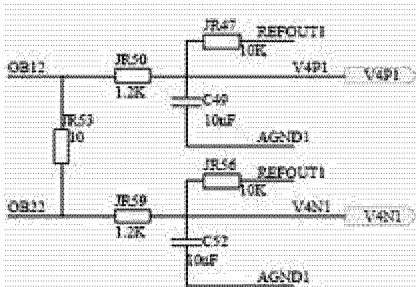 JR47 REFOUT1
JR50 10K
OB12 V4P1 V4P1
1.2K C49
JR53 10uF
10 AGND1
JR56 REFOUT1
JR59 10K
OB22 V4N1 V4N1
1.2K C52
10uF
AGND1